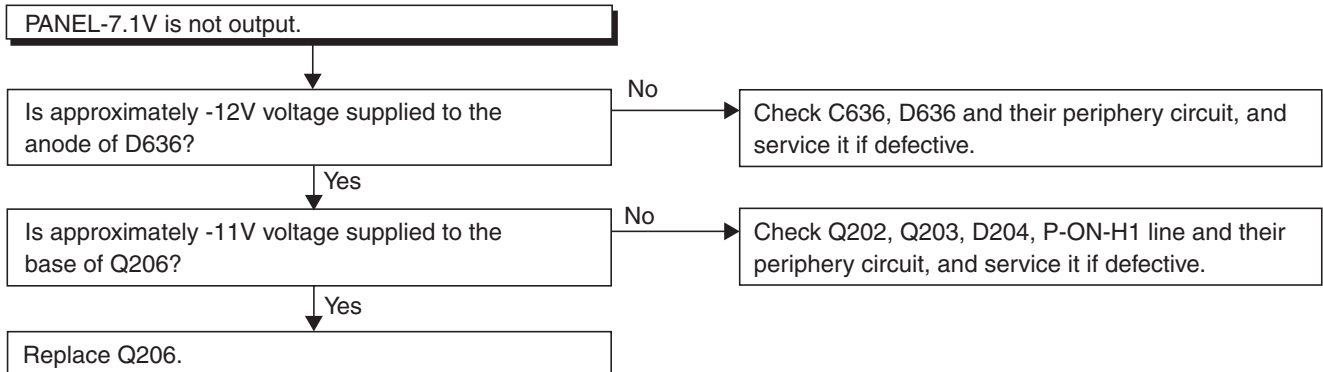 PANEL-7.1V is not output.
Is approximately -12V voltage supplied to the
anode of D636?
No
Check C636, D636 and their periphery circuit, and
service it if defective.
Yes
Is approximately -11V voltage supplied to the
base of Q206?
No
Check Q202, Q203, D204, P-ON-H1 line and their
periphery circuit, and service it if defective.
Yes
Replace Q206.